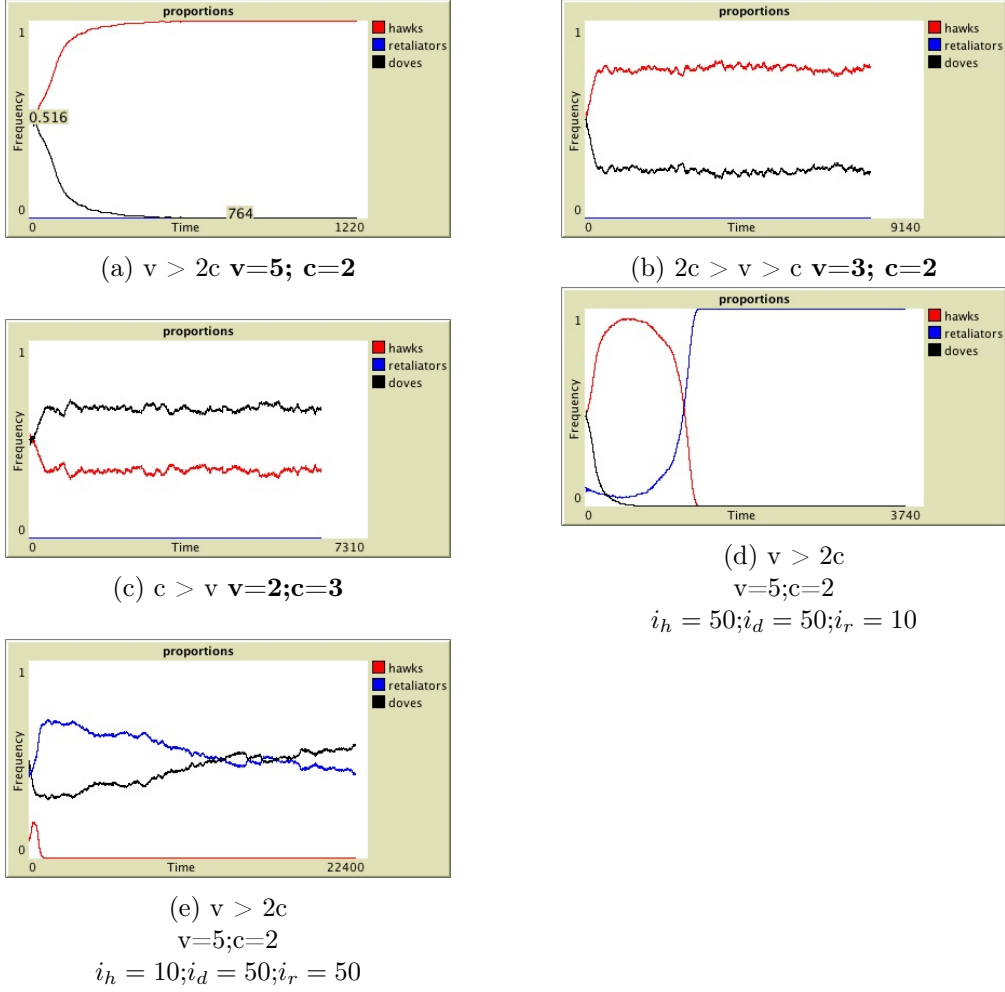 proportions
1
Frequency
0
0.516
764
0
Time
1220
hawks
retaliators
doves
(a) v > 2c v=5; c=2
proportions
1
Frequency
0
0
Time
9140
hawks
retaliators
doves
(b) 2c > v > c v=3; c=2
proportions
1
Frequency
0
0
Time
7310
hawks
retaliators
doves
(c) c > v v=2;c=3
proportions
1
Frequency
0
0
Time
3740
hawks
retaliators
doves
(d) v > 2c
v=5;c=2
i_h = 50;i_d = 50;i_r = 10
proportions
1
Frequency
0
0
Time
22400
hawks
retaliators
doves
(e) v > 2c
v=5;c=2
i_h = 10;i_d = 50;i_r = 50